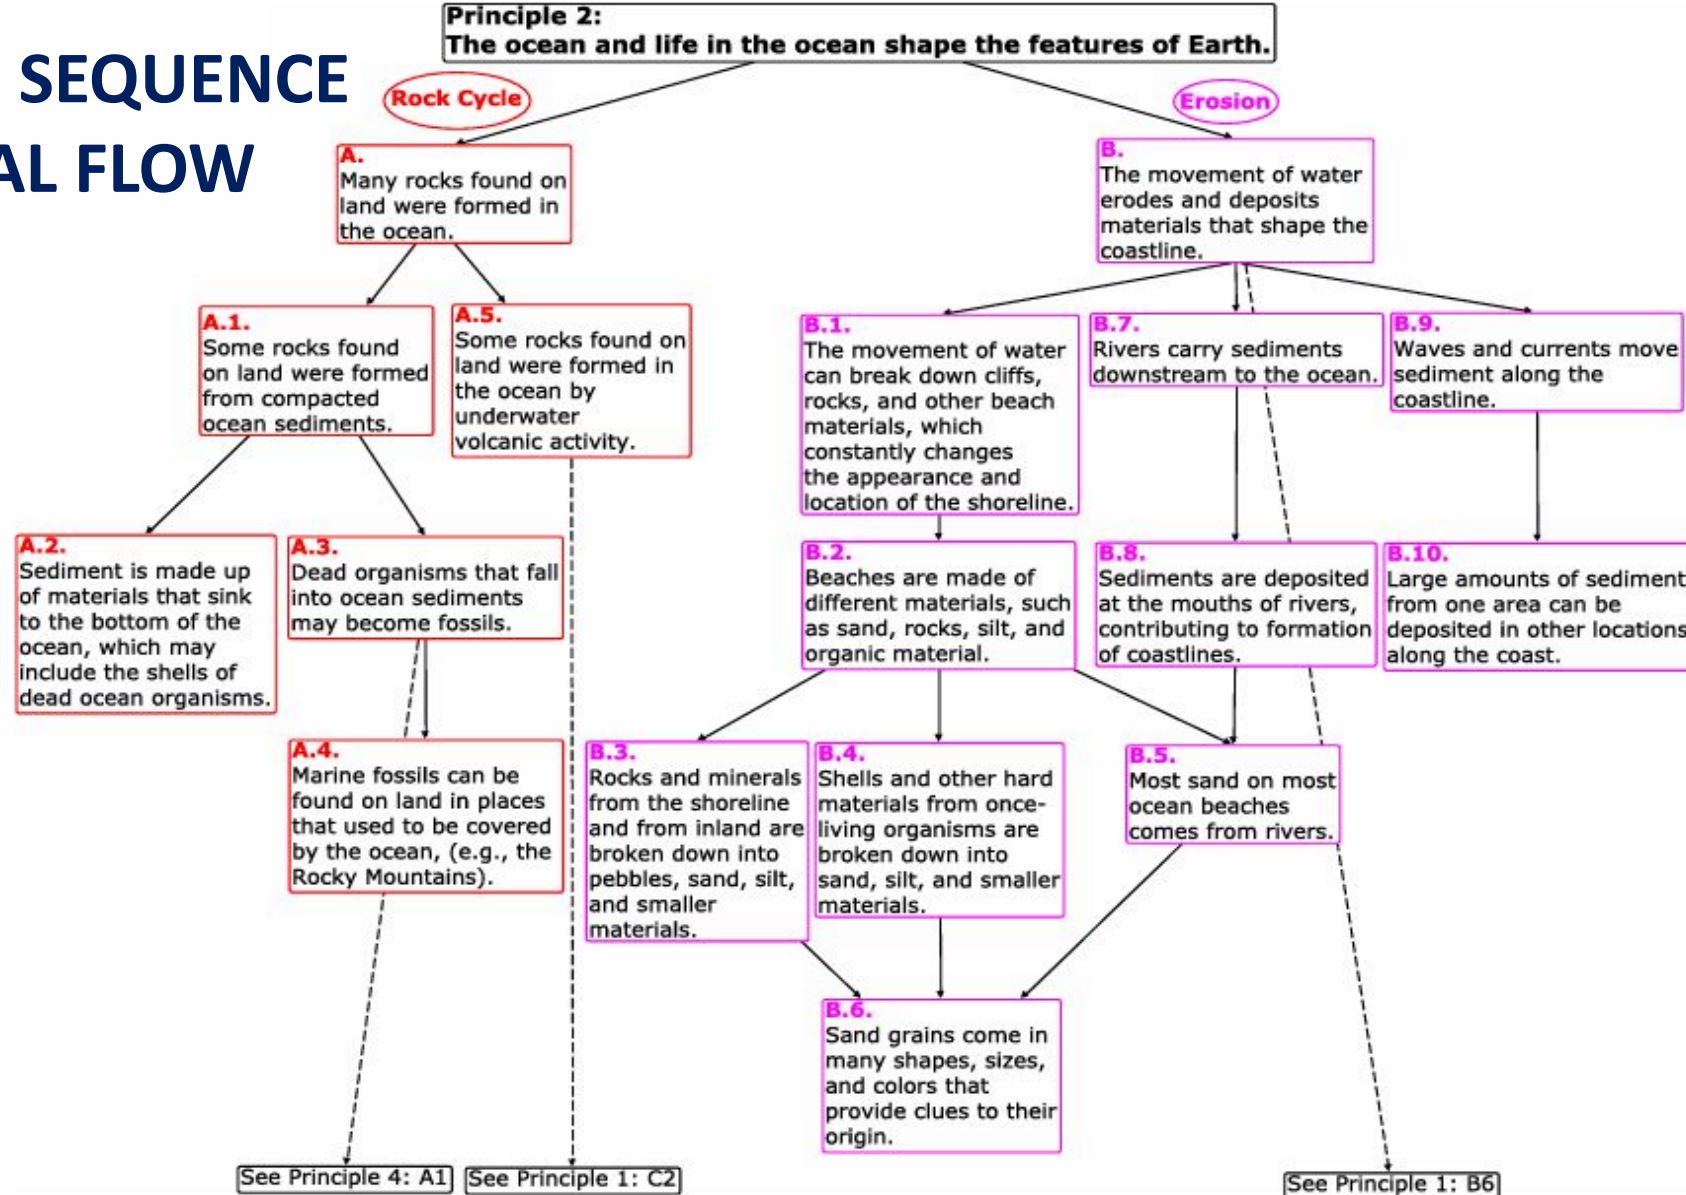 Principle 2:
The ocean and life in the ocean shape the features of Earth.
SEQUENCE
AL FLOW
Rock Cycle
Erosion
A.
Many rocks found on
land were formed in
the ocean.
B.
The movement of water
erodes and deposits
materials that shape the
coastline.
A.1.
Some rocks found
on land were formed
from compacted
ocean sediments.
A.5.
Some rocks found on
land were formed in
the ocean by
underwater
volcanic activity.
B.1.
The movement of water
can break down cliffs,
rocks, and other beach
materials, which
constantly changes
the appearance and
location of the shoreline.
B.7.
Rivers carry sediments
downstream to the ocean.
B.9.
Waves and currents move
sediment along the
coastline.
A.2.
Sediment is made up
of materials that sink
to the bottom of the
ocean, which may
include the shells of
dead ocean organisms.
A.3.
Dead organisms that fall
into ocean sediments
may become fossils.
B.2.
Beaches are made of
different materials, such
as sand, rocks, silt, and
organic material.
B.8.
Sediments are deposited
at the mouths of rivers,
contributing to formation
of coastlines.
B.10.
Large amounts of sediment
from one area can be
deposited in other locations
along the coast.
A.4.
Marine fossils can be
found on land in places
that used to be covered
by the ocean, (e.g., the
Rocky Mountains).
B.3.
Rocks and minerals
from the shoreline
and from inland are
broken down into
pebbles, sand, silt,
and smaller
materials.
B.4.
Shells and other hard
materials from once-
living organisms are
broken down into
sand, silt, and smaller
materials.
B.5.
Most sand on most
ocean beaches
comes from rivers.
B.6.
Sand grains come in
many shapes, sizes,
and colors that
provide clues to their
origin.
See Principle 4: A1
See Principle 1: C2
See Principle 1: B6